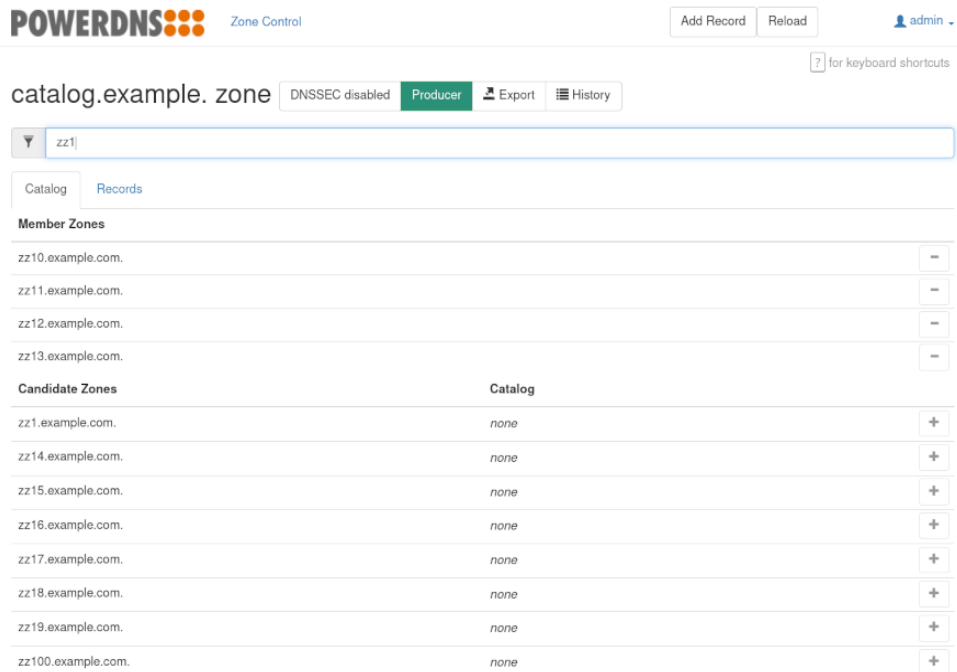 POWERDNS Zone Control Add Record Reload admin
? for keyboard shortcuts
catalog.example. zone DNSSEC disabled Producer Export History
zz1
Catalog Records
Member Zones
zz10.example.com.
zz11.example.com.
zz12.example.com.
zz13.example.com.
Candidate Zones Catalog
zz1.example.com. none
zz14.example.com. none
zz15.example.com. none
zz16.example.com. none
zz17.example.com. none
zz18.example.com. none
zz19.example.com. none
zz100.example.com. none